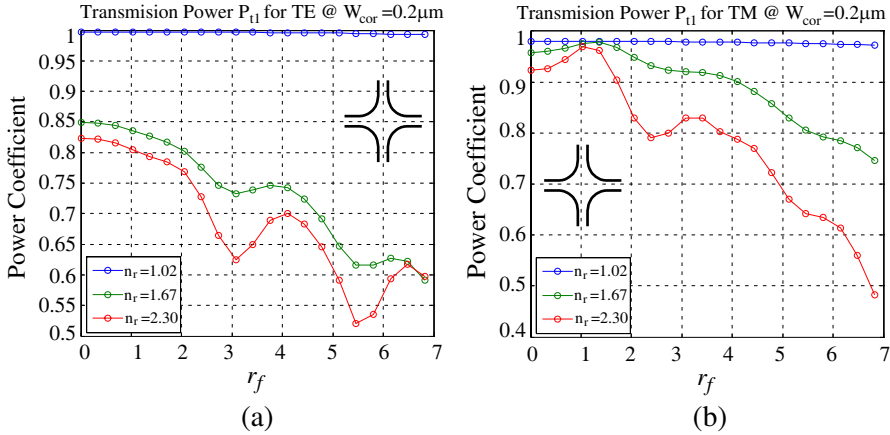 Transmision Power P_t1 for TE @ W_cor=0.2μm
Power Coefficient
1
0.95
0.9
0.85
0.8
0.75
0.7
0.65
0.6
0.55
0.5
n_r=1.02
n_r=1.67
n_r=2.30
0 1 2 3 4 5 6 7
r_f
(a)
Transmission Power P_t1 for TM @ W_cor=0.2μm
Power Coefficient
1
0.9
0.8
0.7
0.6
0.5
0.4
n_r=1.02
n_r=1.67
n_r=2.30
0 1 2 3 4 5 6 7
r_f
(b)